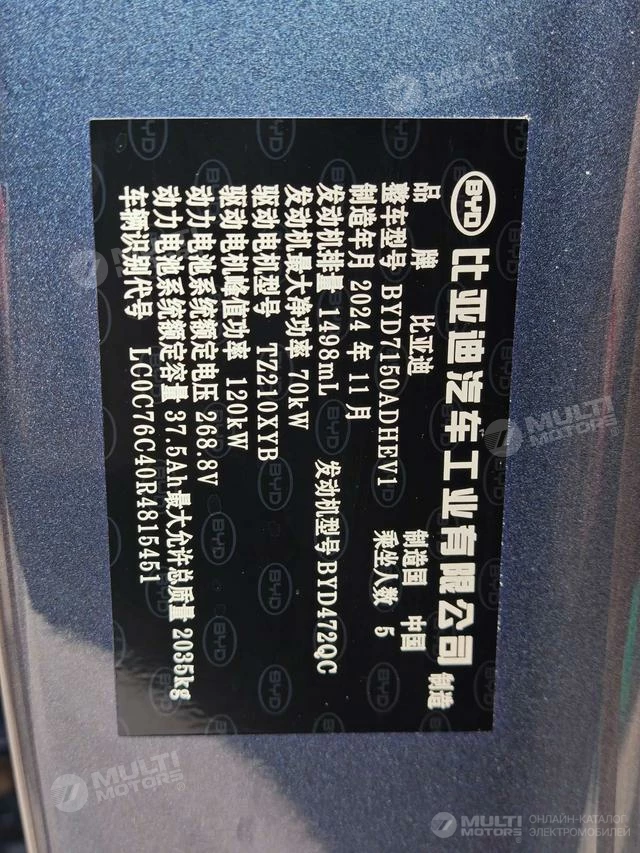 BYD 比亚迪汽车工业有限公司 制造
品牌 比亚迪 制造国 中国
整车型号 BYD7150ADHEV1 乘坐人数 5
制造年月 2024 年 11 月
发动机排量 1498mL 发动机型号 BYD472QC
发动机最大净功率 70kW
驱动电机型号 TZ210XYB
驱动电机峰值功率 120kW
动力电池系统额定电压 268.8V
动力电池系统额定容量 37.5Ah 最大允许总质量 2035kg
车辆识别代号 LC0C76C40R4815451
MULTI MOTORS
ОНЛАЙН-КАТАЛОГ
ЭЛЕКТРОМОБИЛЕЙ